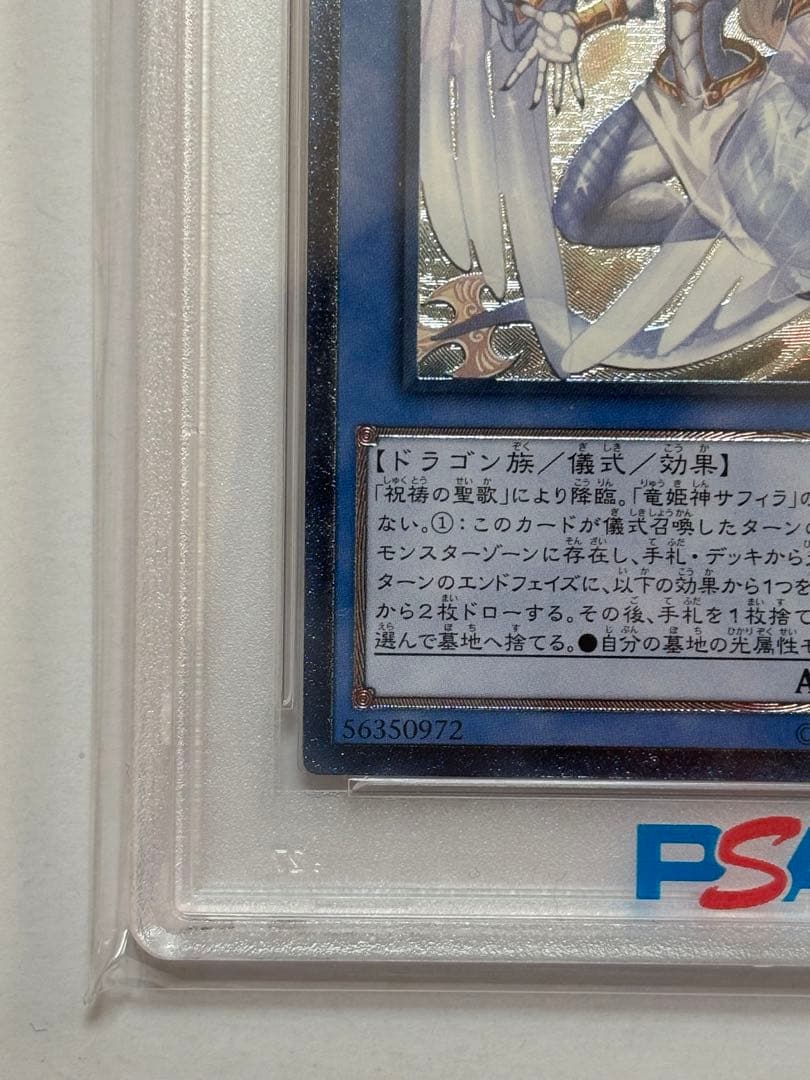 【ドラゴン族／儀式／効果】
「祝祷の聖歌」により降臨。「竜姫神サフィラ」の
ない。①：このカードが儀式召喚したターンの
モンスターゾーンに存在し、手札・デッキから
ターンのエンドフェイズに、以下の効果から1つを
から２枚ドローする。その後、手札を１枚捨て
選んで墓地へ捨てる。●自分の墓地の光属性モ
A
56350972
©
PSA